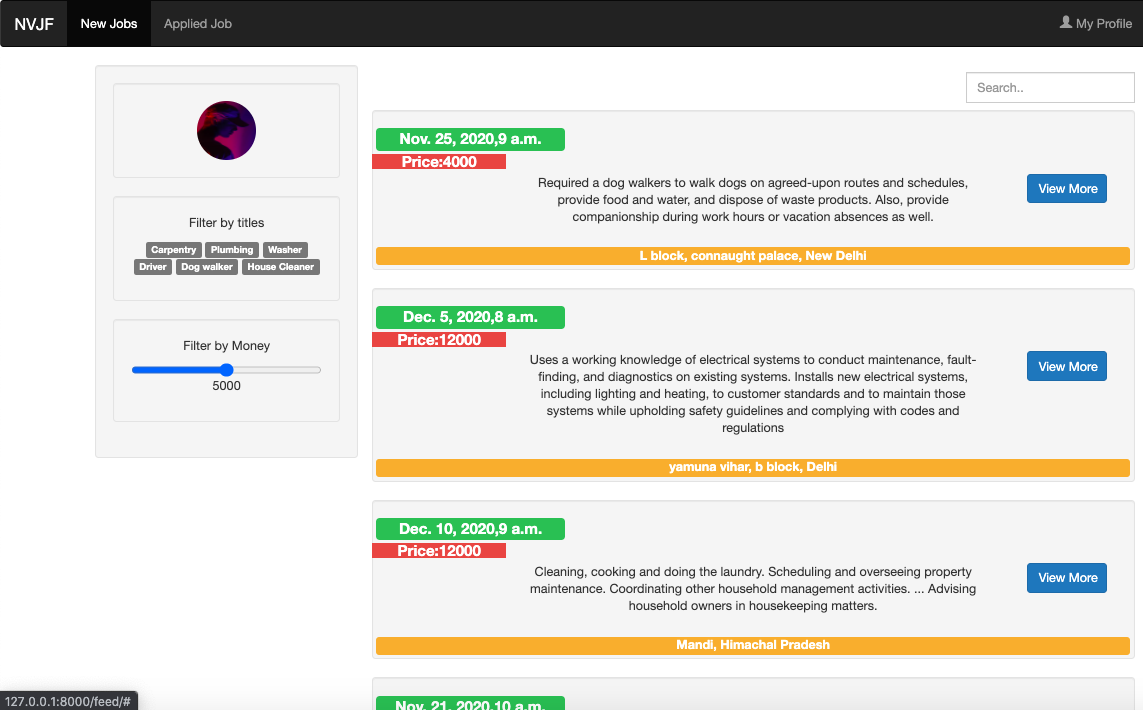 NVJF New Jobs Applied Job My Profile
Search..
Filter by titles
Carpentry Plumbing Washer
Driver Dog walker House Cleaner
Filter by Money
5000
Nov. 25, 2020,9 a.m.
Price:4000
Required a dog walkers to walk dogs on agreed-upon routes and schedules,
provide food and water, and dispose of waste products. Also, provide
companionship during work hours or vacation absences as well.
View More
L block, connaught palace, New Delhi
Dec. 5, 2020,8 a.m.
Price:12000
Uses a working knowledge of electrical systems to conduct maintenance, fault-
finding, and diagnostics on existing systems. Installs new electrical systems,
including lighting and heating, to customer standards and to maintain those
systems while upholding safety guidelines and complying with codes and
regulations
View More
yamuna vihar, b block, Delhi
Dec. 10, 2020,9 a.m.
Price:12000
Cleaning, cooking and doing the laundry. Scheduling and overseeing property
maintenance. Coordinating other household management activities. ... Advising
household owners in housekeeping matters.
View More
Mandi, Himachal Pradesh
Nov. 21, 2020,10 a.m.
127.0.0.1:8000/feed/#